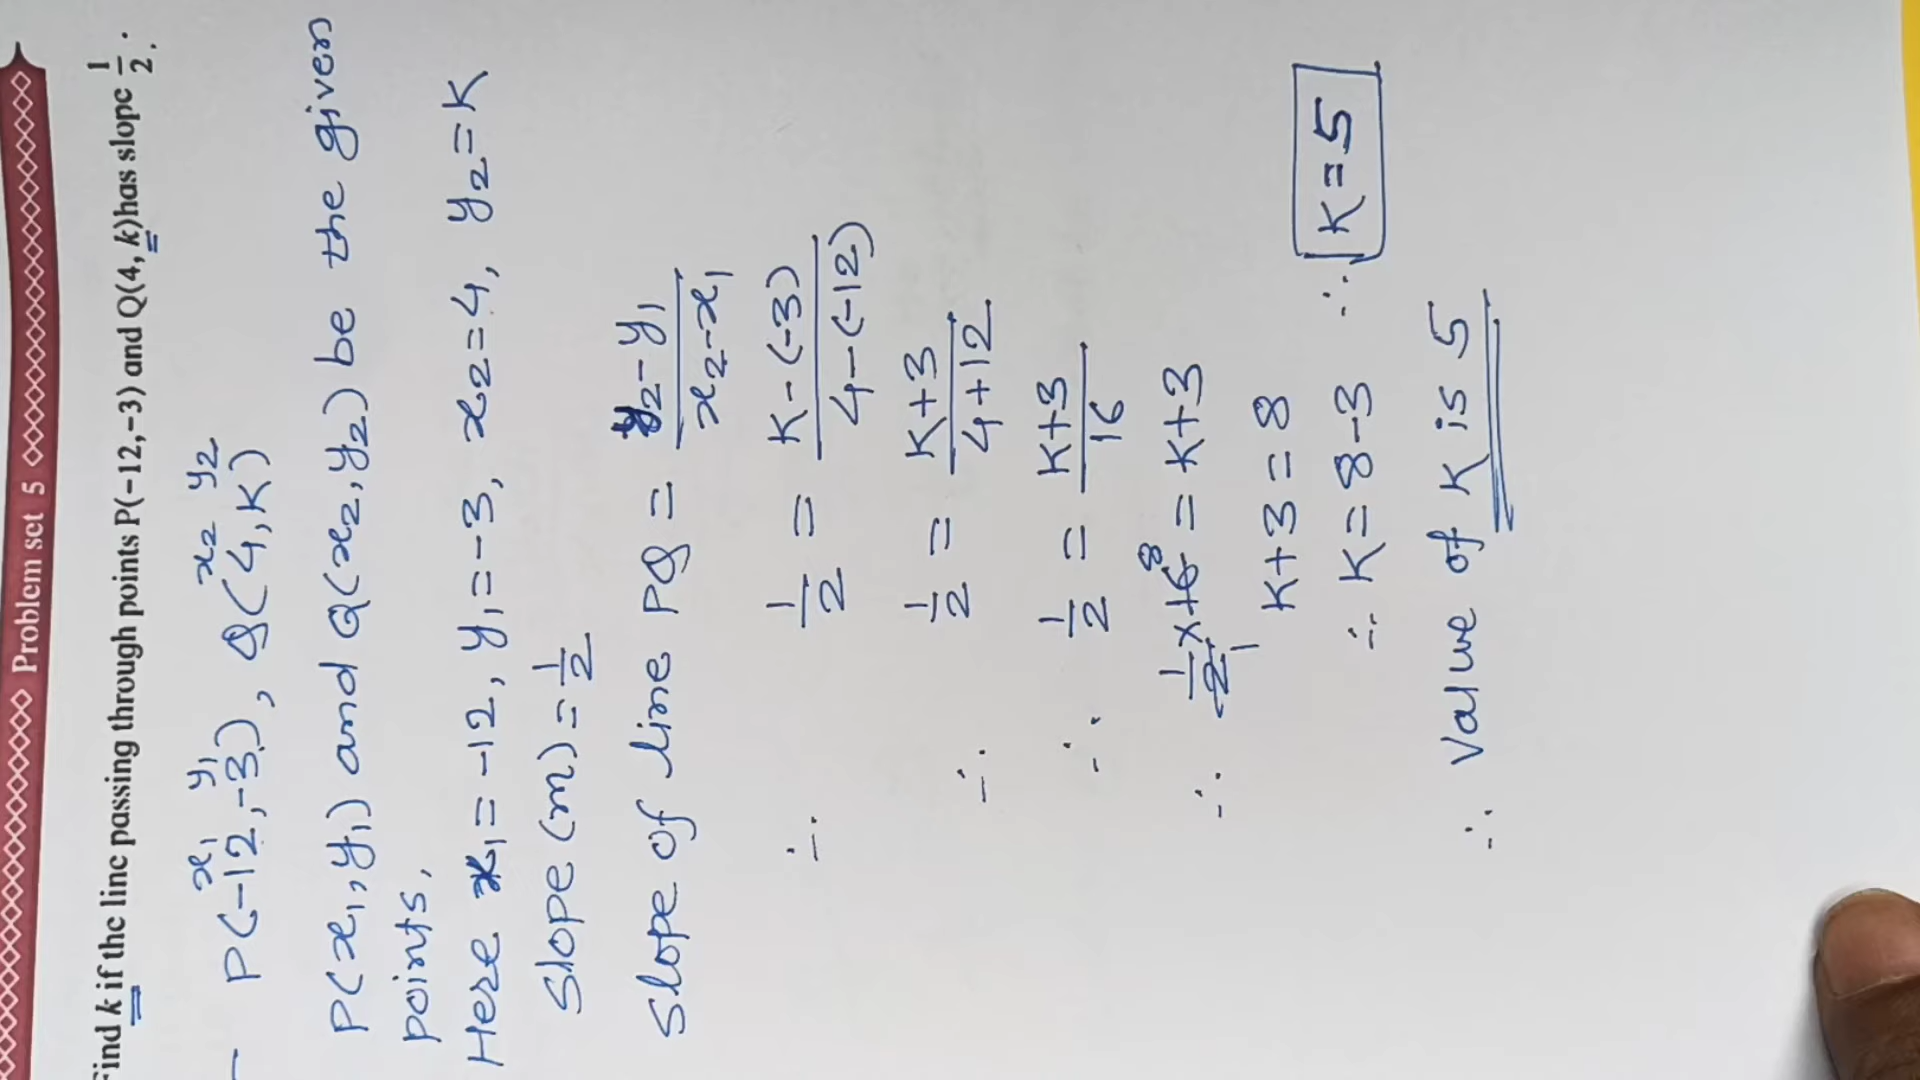 Problem set 5
Find k if the line passing through points P(−12,−3) and Q(4, k) has slope 1/2.
x₁ y₁ x₂ y₂
P(-12,-3), Q(4,K)
P(x₁,y₁) and Q(x₂,y₂) be the given
points,
Here x₁=-12, y₁=-3, x₂=4, y₂=K
Slope (m)=1/2
Slope of line PQ = y₂-y₁/x₂-x₁
∴ 1/2 = K-(-3)/4-(-12)
∴ 1/2 = K+3/4+12
∴ 1/2 = K+3/16
∴ 1/2 1 ×16 8 = K+3
K+3=8
∴ K=8-3 ∴ K=5
∴ Value of K is 5